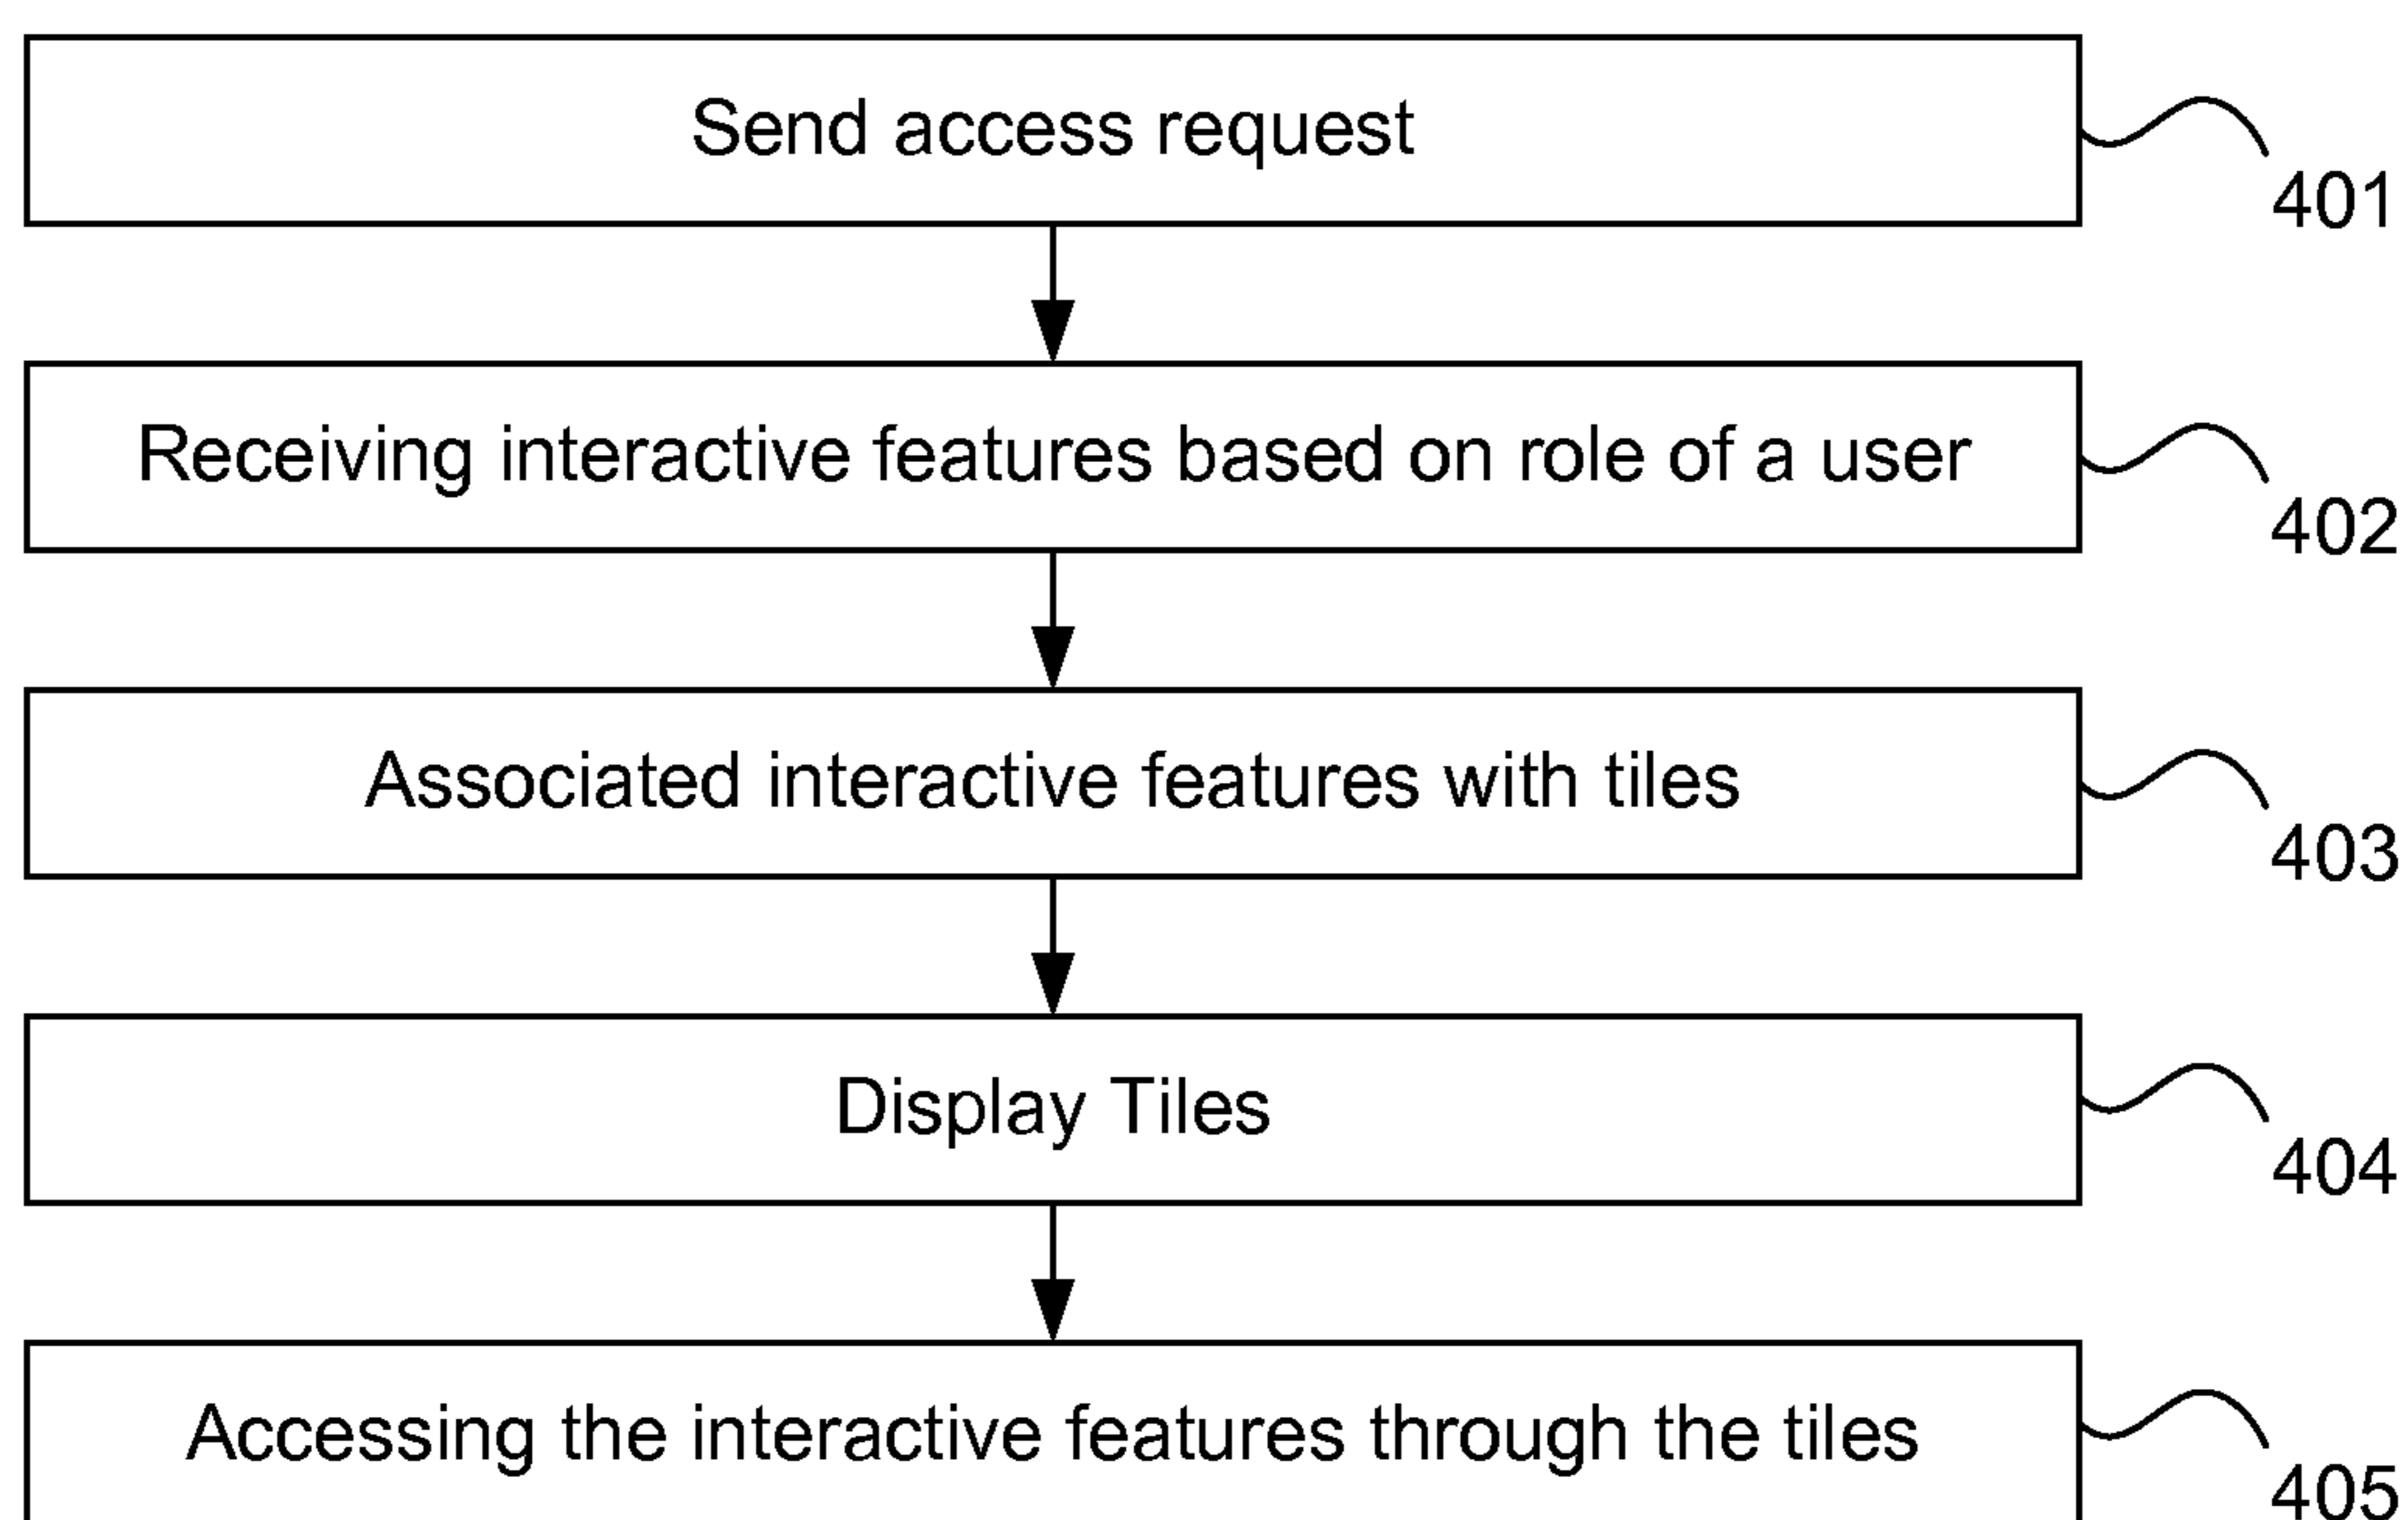 Send access request
401
Receiving interactive features based on role of a user
402
Associated interactive features with tiles
403
Display Tiles
404
Accessing the interactive features through the tiles
405